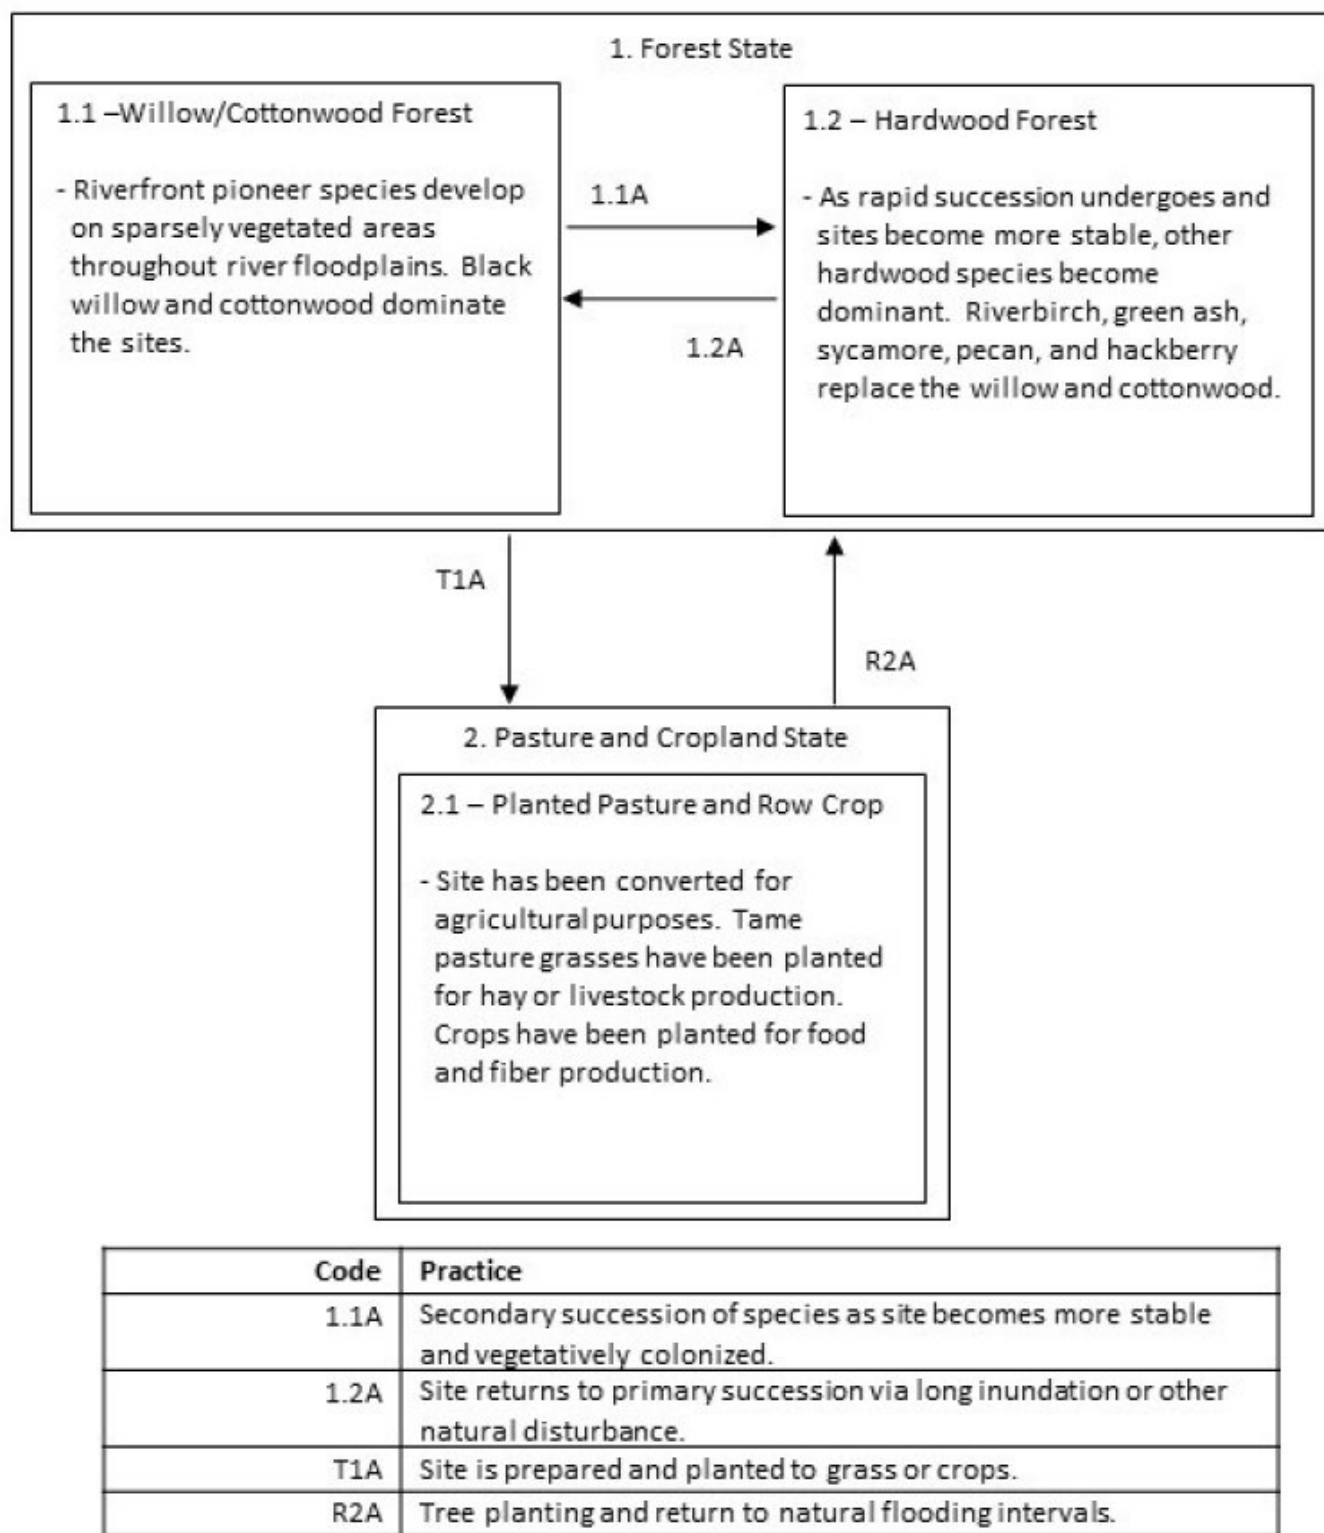 1. Forest State
1.1 –Willow/Cottonwood Forest
- Riverfront pioneer species develop
on sparsely vegetated areas
throughout river floodplains. Black
willow and cottonwood dominate
the sites.
1.1A
1.2A
1.2 – Hardwood Forest
- As rapid succession undergoes and
sites become more stable, other
hardwood species become
dominant. Riverbirch, green ash,
sycamore, pecan, and hackberry
replace the willow and cottonwood.
T1A
R2A
2. Pasture and Cropland State
2.1 – Planted Pasture and Row Crop
- Site has been converted for
agricultural purposes. Tame
pasture grasses have been planted
for hay or livestock production.
Crops have been planted for food
and fiber production.
Code Practice
1.1A Secondary succession of species as site becomes more stable
and vegetatively colonized.
1.2A Site returns to primary succession via long inundation or other
natural disturbance.
T1A Site is prepared and planted to grass or crops.
R2A Tree planting and return to natural flooding intervals.